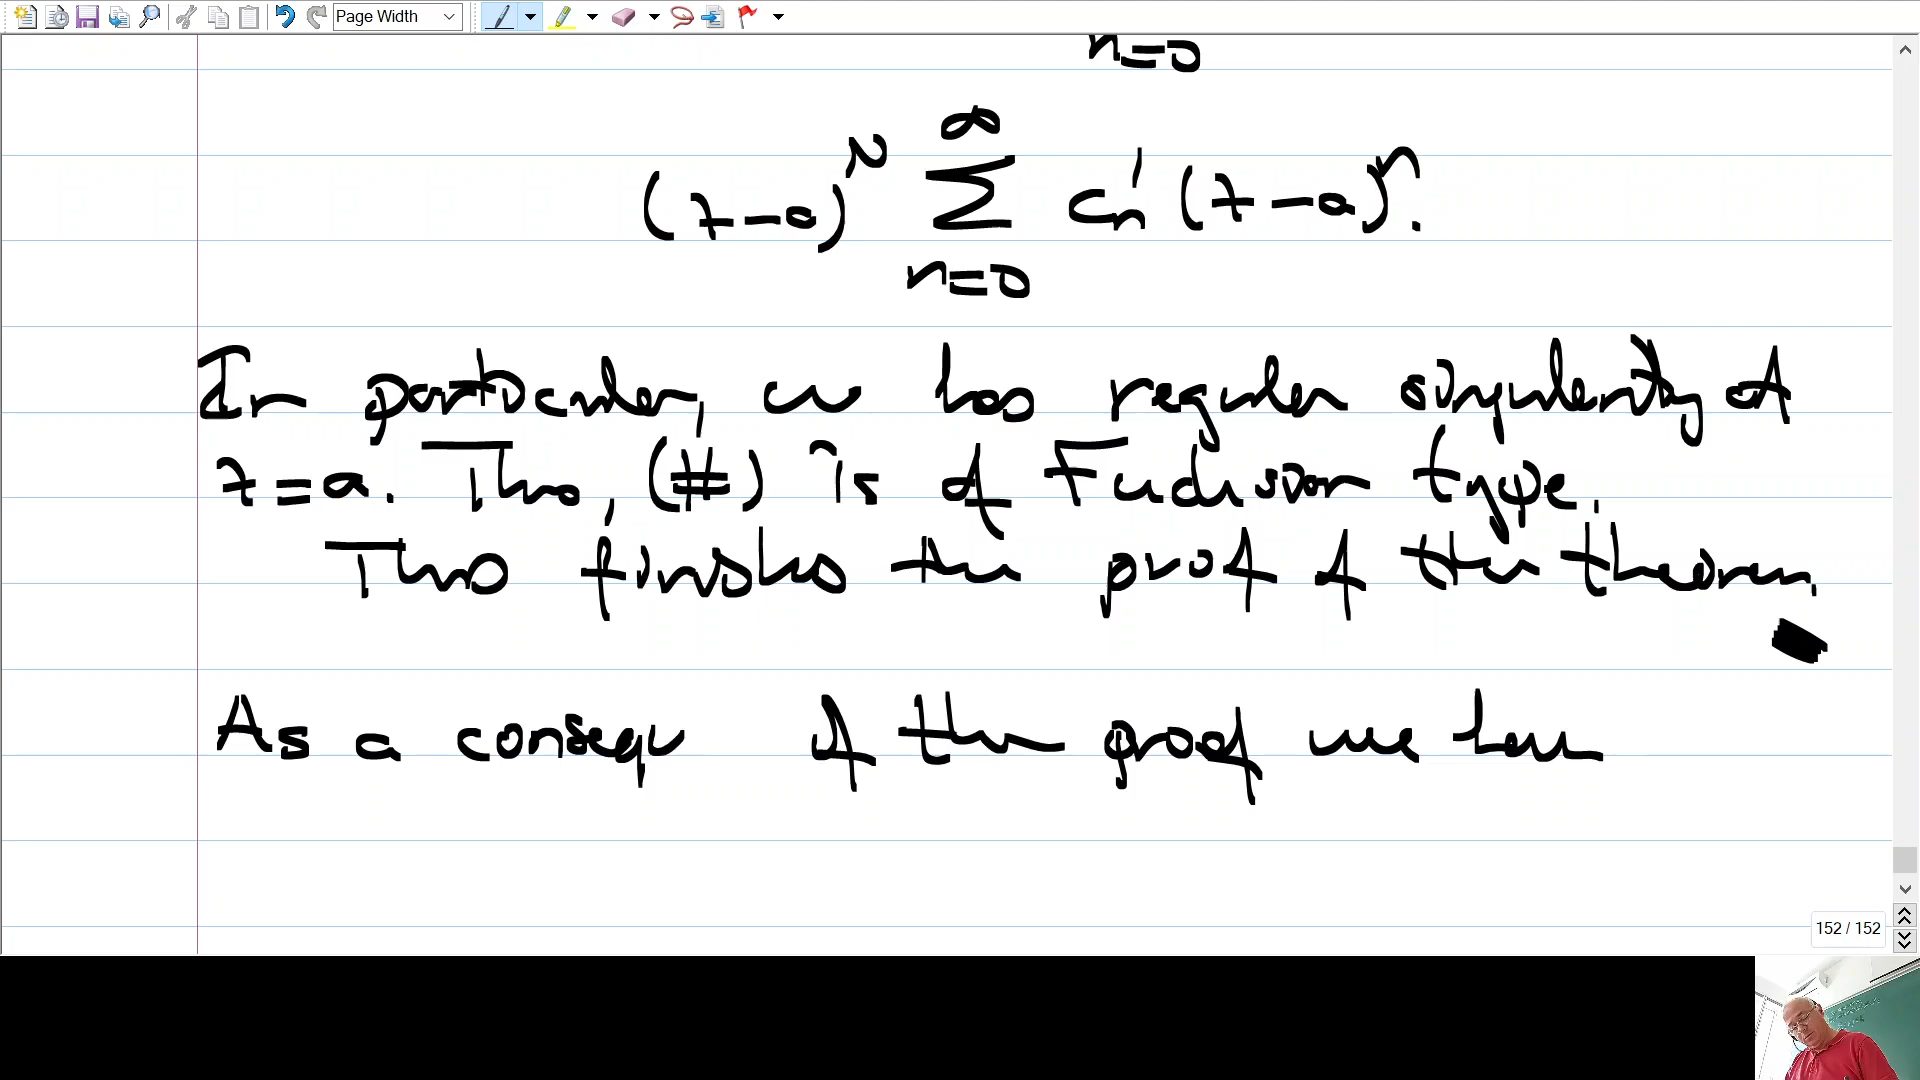 Page Width
n=0
∞
(z-a)^N Σ c_n' (z-a)^n.
n=0
In particular, w has regular singularity at
z=a. Thus, (#) is of Fuchsian type.
This finishes the prof of the theorem.
As a consequ of the proof we have
152 / 152